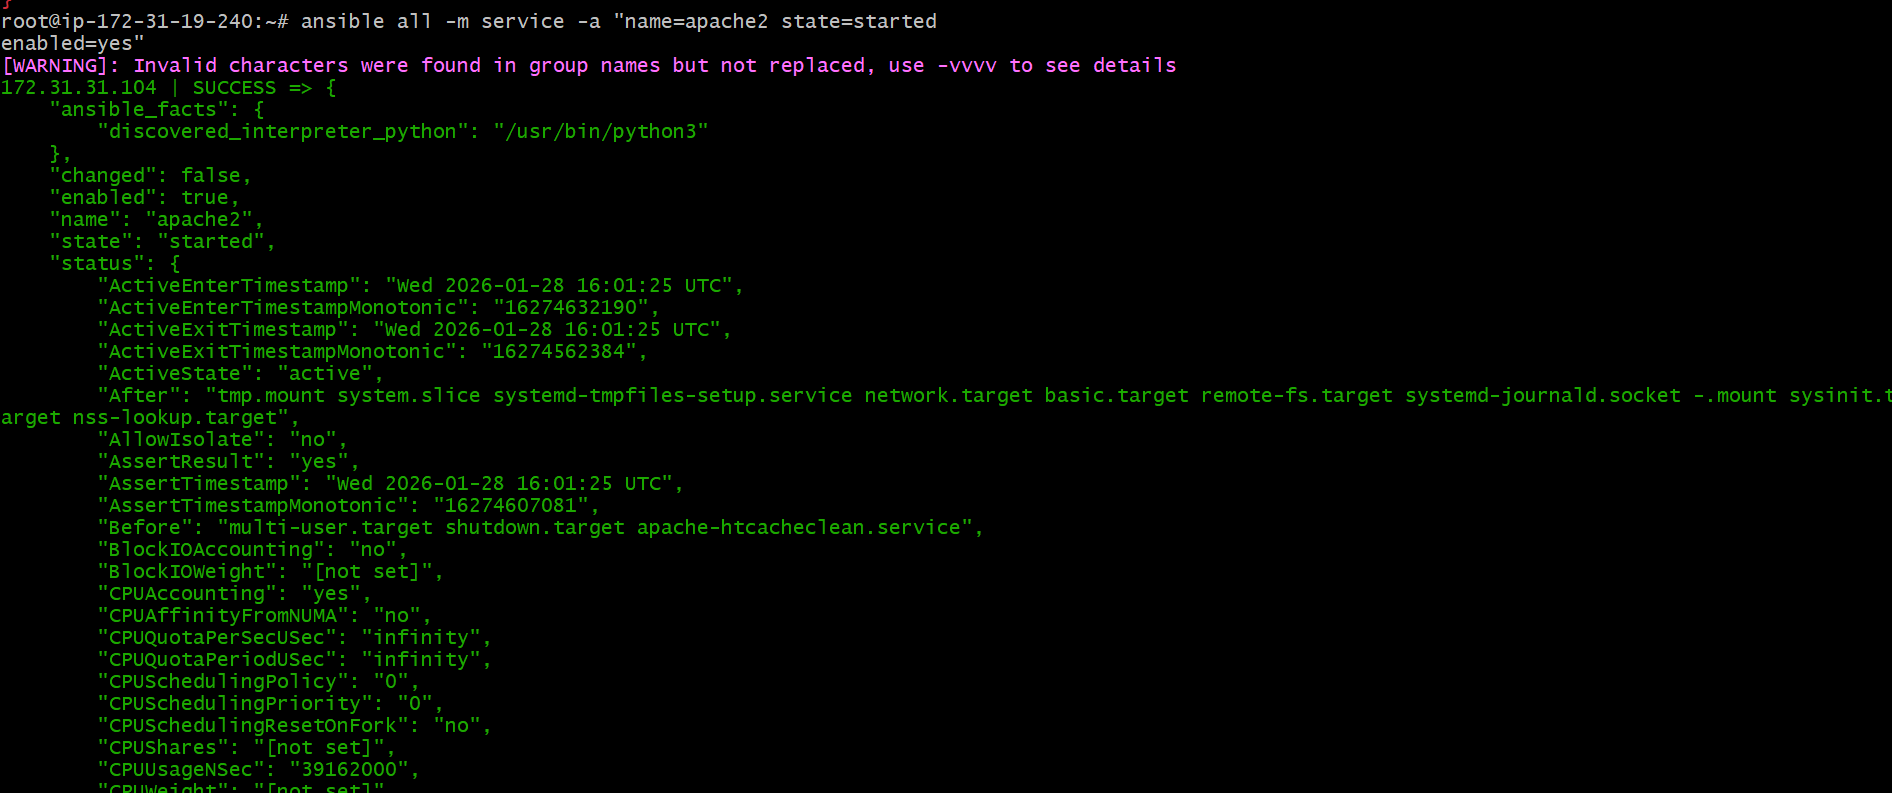 }
root@ip-172-31-19-240:~# ansible all -m service -a "name=apache2 state=started
enabled=yes"
[WARNING]: Invalid characters were found in group names but not replaced, use -vvvv to see details
172.31.31.104 | SUCCESS => {
    "ansible_facts": {
        "discovered_interpreter_python": "/usr/bin/python3"
    },
    "changed": false,
    "enabled": true,
    "name": "apache2",
    "state": "started",
    "status": {
        "ActiveEnterTimestamp": "Wed 2026-01-28 16:01:25 UTC",
        "ActiveEnterTimestampMonotonic": "16274632190",
        "ActiveExitTimestamp": "Wed 2026-01-28 16:01:25 UTC",
        "ActiveExitTimestampMonotonic": "16274562384",
        "ActiveState": "active",
        "After": "tmp.mount system.slice systemd-tmpfiles-setup.service network.target basic.target remote-fs.target systemd-journald.socket -.mount sysinit.t
arget nss-lookup.target",
        "AllowIsolate": "no",
        "AssertResult": "yes",
        "AssertTimestamp": "Wed 2026-01-28 16:01:25 UTC",
        "AssertTimestampMonotonic": "16274607081",
        "Before": "multi-user.target shutdown.target apache-htcacheclean.service",
        "BlockIOAccounting": "no",
        "BlockIOWeight": "[not set]",
        "CPUAccounting": "yes",
        "CPUAffinityFromNUMA": "no",
        "CPUQuotaPerSecUSec": "infinity",
        "CPUQuotaPeriodUSec": "infinity",
        "CPUSchedulingPolicy": "0",
        "CPUSchedulingPriority": "0",
        "CPUSchedulingResetOnFork": "no",
        "CPUShares": "[not set]",
        "CPUUsageNSec": "39162000",
        "CPUWeight": "[not set]"